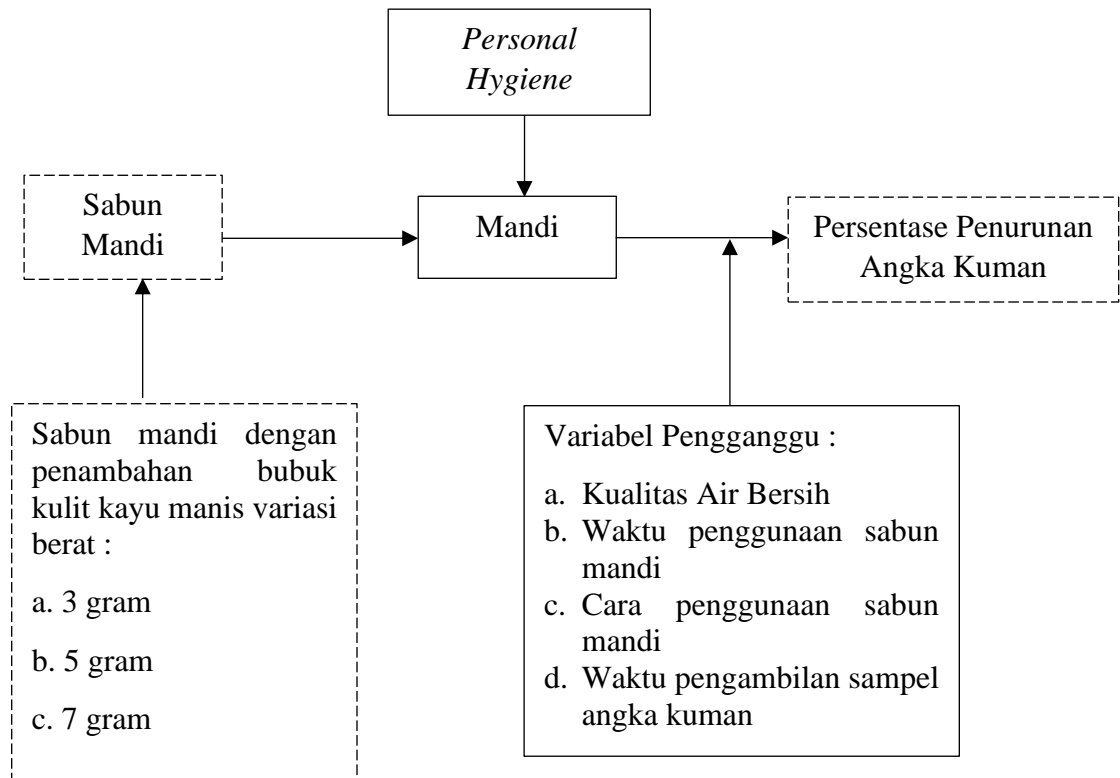 Personal
Hygiene
Sabun
Mandi
Mandi
Persentase Penurunan
Angka Kuman
Sabun mandi dengan
penambahan bubuk
kulit kayu manis variasi
berat :
a. 3 gram
b. 5 gram
c. 7 gram
Variabel Pengganggu :
a. Kualitas Air Bersih
b. Waktu penggunaan sabun
mandi
c. Cara penggunaan sabun
mandi
d. Waktu pengambilan sampel
angka kuman